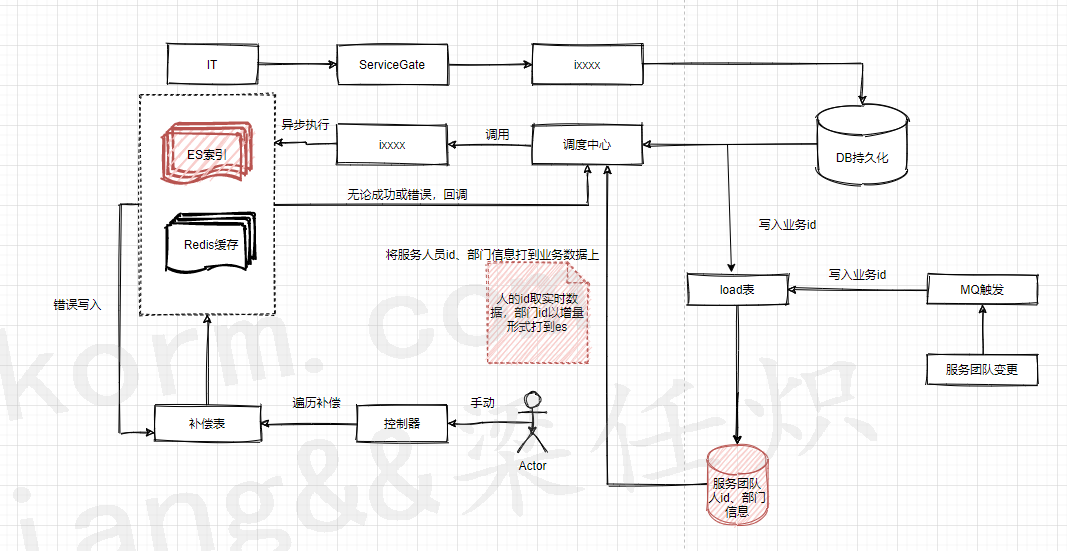 IT
ServiceGate
ixxxx
异步执行
ixxxx
调用
调度中心
DB持久化
ES索引
无论成功或错误，回调
Redis缓存
写入业务id
将服务人员id、部门信息打到业务数据上
写入业务id
load表
MQ触发
人的id取实时数
据，部门id以增量
形式打到es
错误写入
服务团队变更
遍历补偿
手动
补偿表
控制器
Actor
服务团队
人id、部门
信息
korm.co
iang&&梁任炽